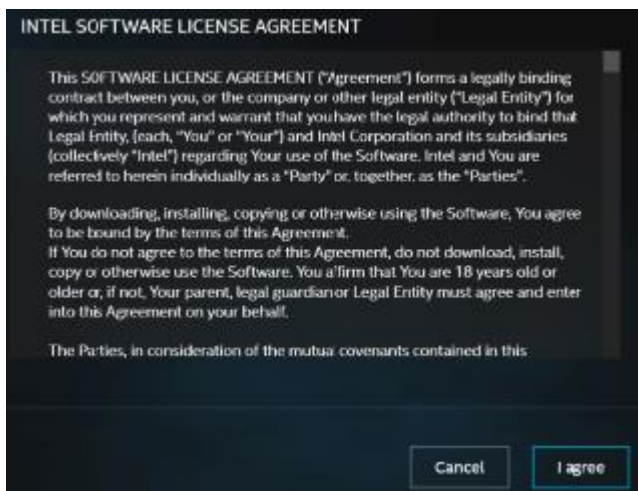 INTEL SOFTWARE LICENSE AGREEMENT
This SOFTWARE LICENSE AGREEMENT ("Agreement") forms a legally binding
contract between you, or the company or other legal entity ("Legal Entity") for
which you represent and warrant that you have the legal authority to bind that
Legal Entity, (each, "You" or "Your") and Intel Corporation and its subsidiaries
(collectively "Intel") regarding Your use of the Software. Intel and You are
referred to herein individually as a "Party" or, together, as the "Parties".
By downloading, installing, copying or otherwise using the Software, You agree
to be bound by the terms of this Agreement.
If You do not agree to the terms of this Agreement, do not download, install,
copy or otherwise use the Software. You affirm that You are 18 years old or
older or, if not, Your parent, legal guardian or Legal Entity must agree and enter
into this Agreement on your behalf.
The Parties, in consideration of the mutual covenants contained in this
Cancel
I agree